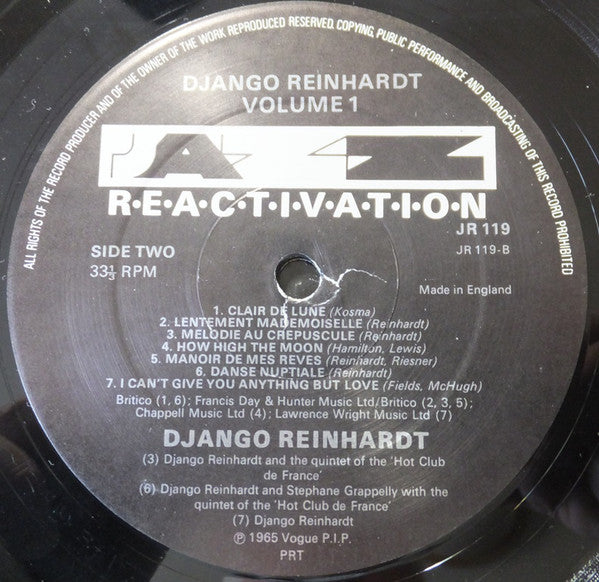 ALL RIGHTS OF THE RECORD PRODUCER AND OF THE OWNER OF THE WORK REPRODUCED RESERVED. COPYING, PUBLIC PERFORMANCE AND BROADCASTING OF THIS RECORD PROHIBITED
DJANGO REINHARDT
VOLUME 1
JAZZ
R·E·A·C·T·I·V·A·T·I·O·N
JR 119
SIDE TWO
JR 119-B
33⅓ RPM
Made in England
1. CLAIR DE LUNE (Kosma)
2. LENTEMENT MADEMOISELLE (Reinhardt)
3. MELODIE AU CREPUSCULE (Reinhardt)
4. HOW HIGH THE MOON (Hamilton, Lewis)
5. MANOIR DE MES REVES (Reinhardt, Riesner)
6. DANSE NUPTIALE (Reinhardt)
7. I CAN'T GIVE YOU ANYTHING BUT LOVE (Fields, McHugh)
Britico (1, 6); Francis Day & Hunter Music Ltd/Britico (2, 3, 5);
Chappell Music Ltd (4); Lawrence Wright Music Ltd (7)
DJANGO REINHARDT
(3) Django Reinhardt and the quintet of the 'Hot Club
de France'
(6) Django Reinhardt and Stephane Grappelly with the
quintet of the 'Hot Club de France'
(7) Django Reinhardt
℗ 1965 Vogue P.I.P.
PRT